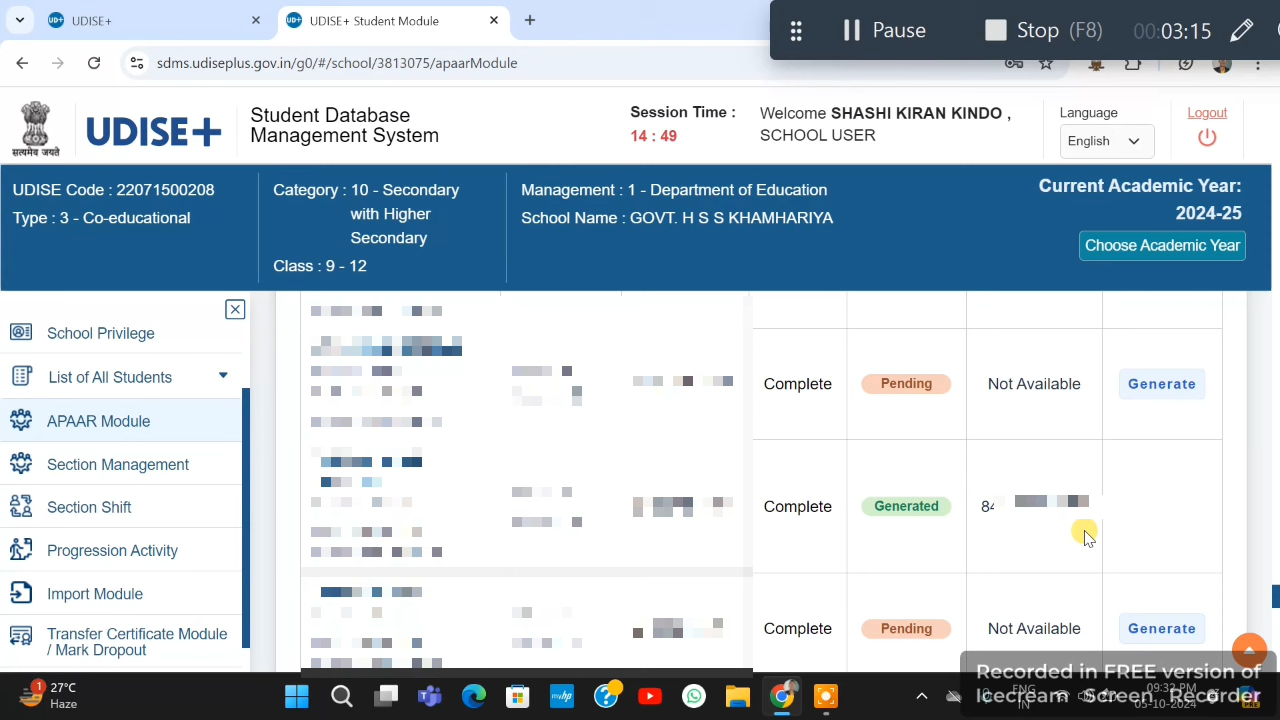 UDISE+
UDISE+ Student Module
Pause
Stop (F8)
00:03:15
sdms.udiseplus.gov.in/g0/#/school/3813075/apaarModule
सत्यमेव जयते
UDISE+
Student Database
Management System
Session Time :
14 : 49
Welcome SHASHI KIRAN KINDO ,
SCHOOL USER
Language
English
Logout
UDISE Code : 22071500208
Type : 3 - Co-educational
Category : 10 - Secondary
with Higher
Secondary
Class : 9 - 12
Management : 1 - Department of Education
School Name : GOVT. H S S KHAMHARIYA
Current Academic Year:
2024-25
Choose Academic Year
School Privilege
List of All Students
APAAR Module
Section Management
Section Shift
Progression Activity
Import Module
Transfer Certificate Module
/ Mark Dropout
Complete Pending Not Available Generate
Complete Generated 84
Complete Pending Not Available Generate
Recorded in FREE version of
Icecream Screen Recorder
27°C
Haze
ENG
IN
09:32 PM
05-10-2024